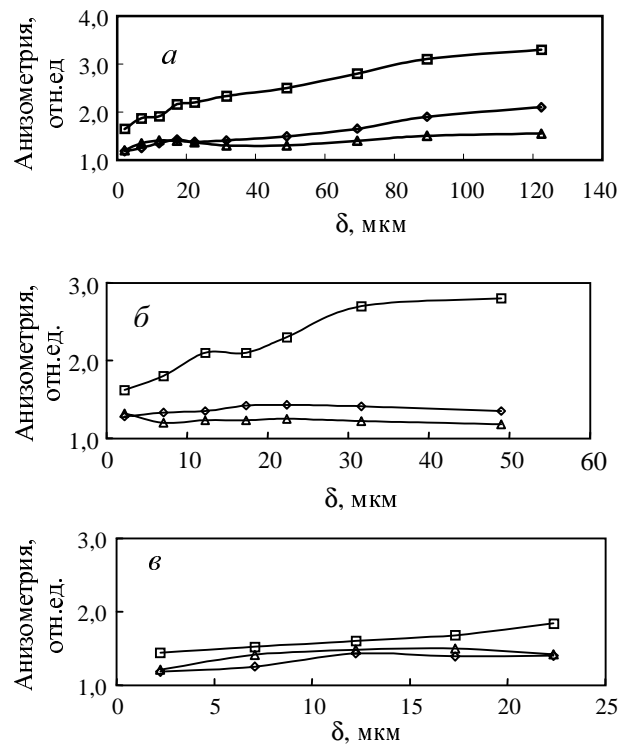 4,0
3,0
2,0
1,0
Анизометрия,
отн.ед
а
0 20 40 60 80 100 120 140
δ, мкм
3,0
2,0
1,0
Анизометрия,
отн.ед.
б
0 10 20 30 40 50 60
δ, мкм
3,0
2,0
1,0
Анизометрия,
отн.ед.
в
0 5 10 15 20 25
δ, мкм